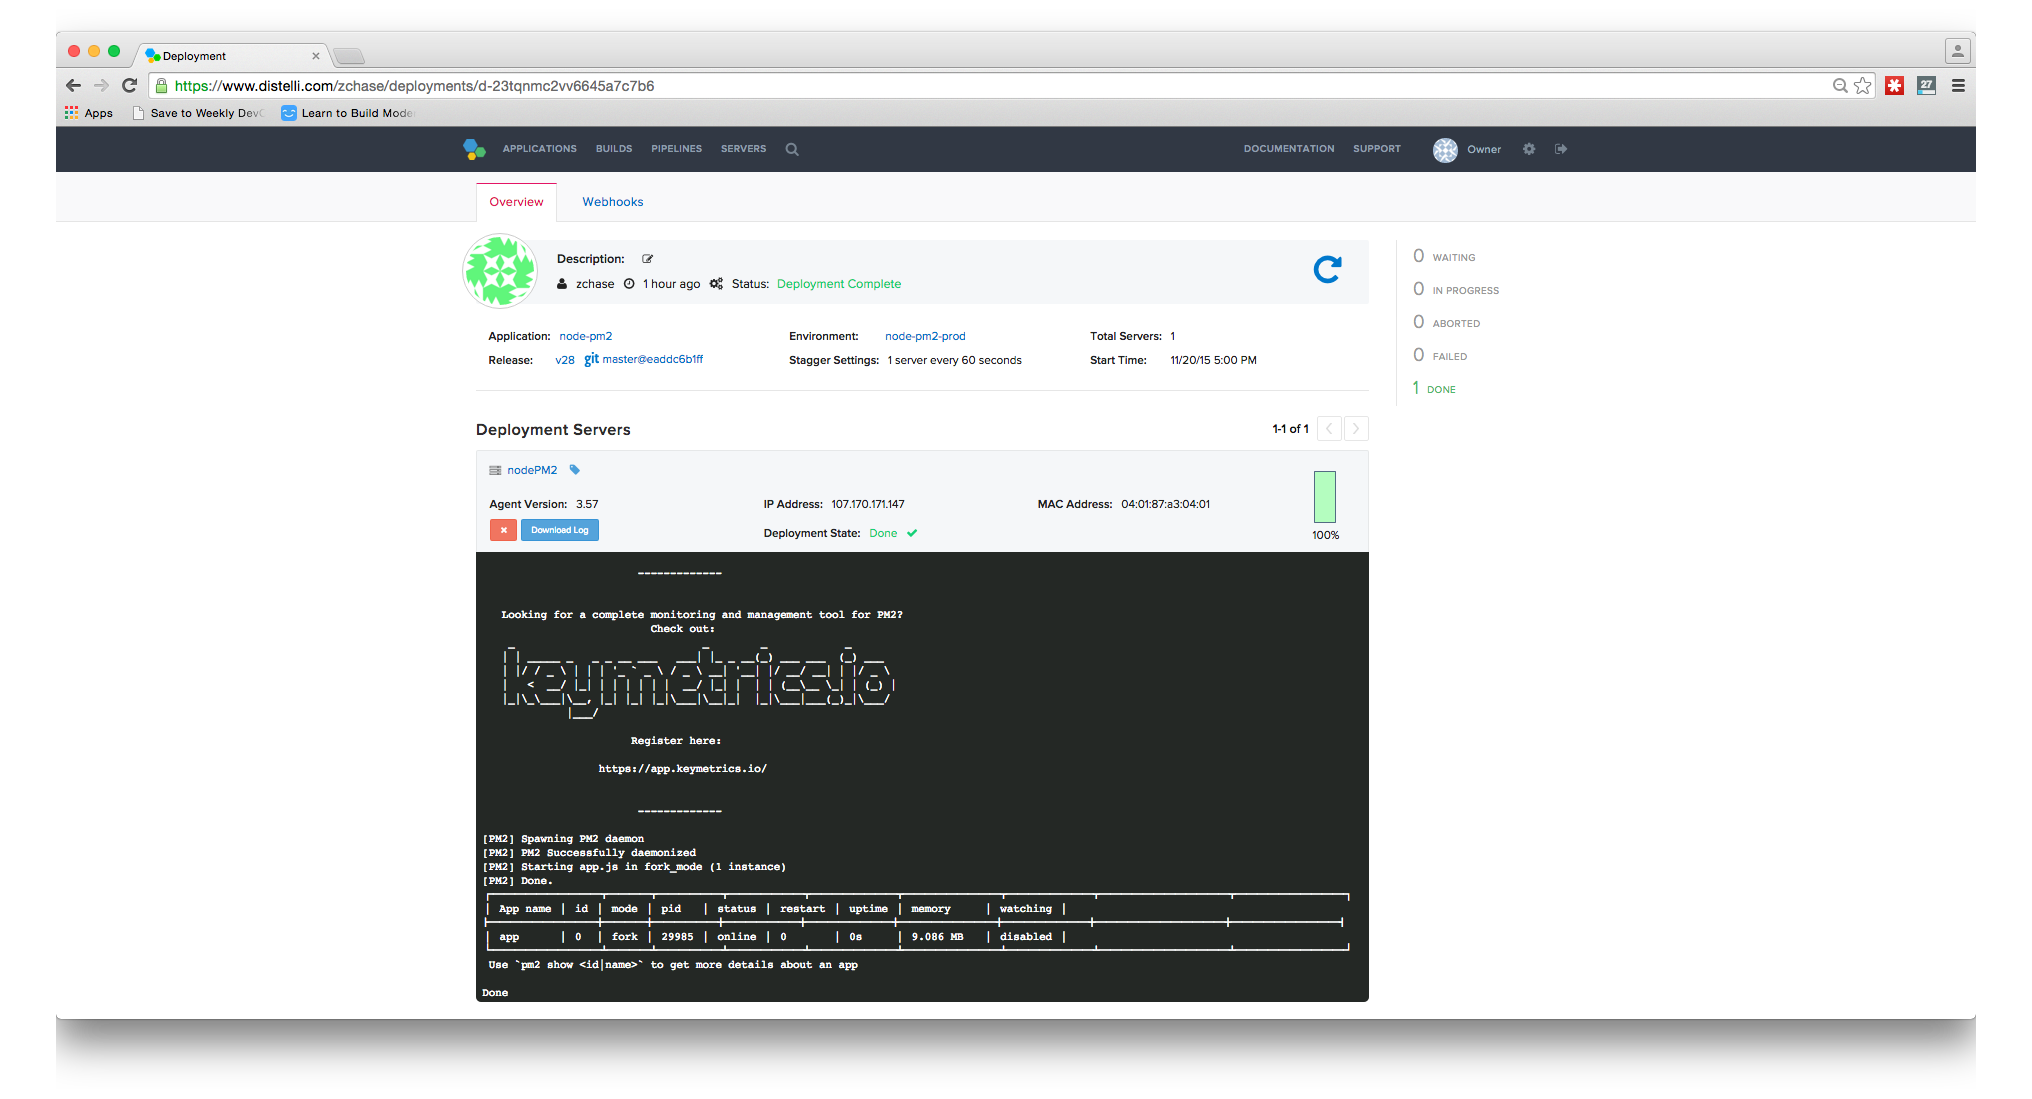 Deployment
https://www.distelli.com/zchase/deployments/d-23tqnmc2vv6645a7c7b6
27
Apps Save to Weekly Dev Learn to Build Mode
APPLICATIONS BUILDS PIPELINES SERVERS DOCUMENTATION SUPPORT Owner
Overview Webhooks
Description:
zchase 1 hour ago Status: Deployment Complete
Application: node-pm2 Environment: node-pm2-prod Total Servers: 1
Release: v28 git master@eaddc6b1ff Stagger Settings: 1 server every 60 seconds Start Time: 11/20/15 5:00 PM
0 WAITING
0 IN PROGRESS
0 ABORTED
0 FAILED
1 DONE
Deployment Servers 1-1 of 1
nodePM2
Agent Version: 3.57 IP Address: 107.170.171.147 MAC Address: 04:01:87:a3:04:01
Download Log Deployment State: Done 100%
-------------
Looking for a complete monitoring and management tool for PM2?
Check out:
keymetrics.io
Register here:
https://app.keymetrics.io/
-------------
[PM2] Spawning PM2 daemon
[PM2] PM2 Successfully daemonized
[PM2] Starting app.js in fork_mode (1 instance)
[PM2] Done.
| App name | id | mode | pid | status | restart | uptime | memory | watching |
| app | 0 | fork | 29985 | online | 0 | 0s | 9.086 MB | disabled |
Use `pm2 show <id|name>` to get more details about an app
Done